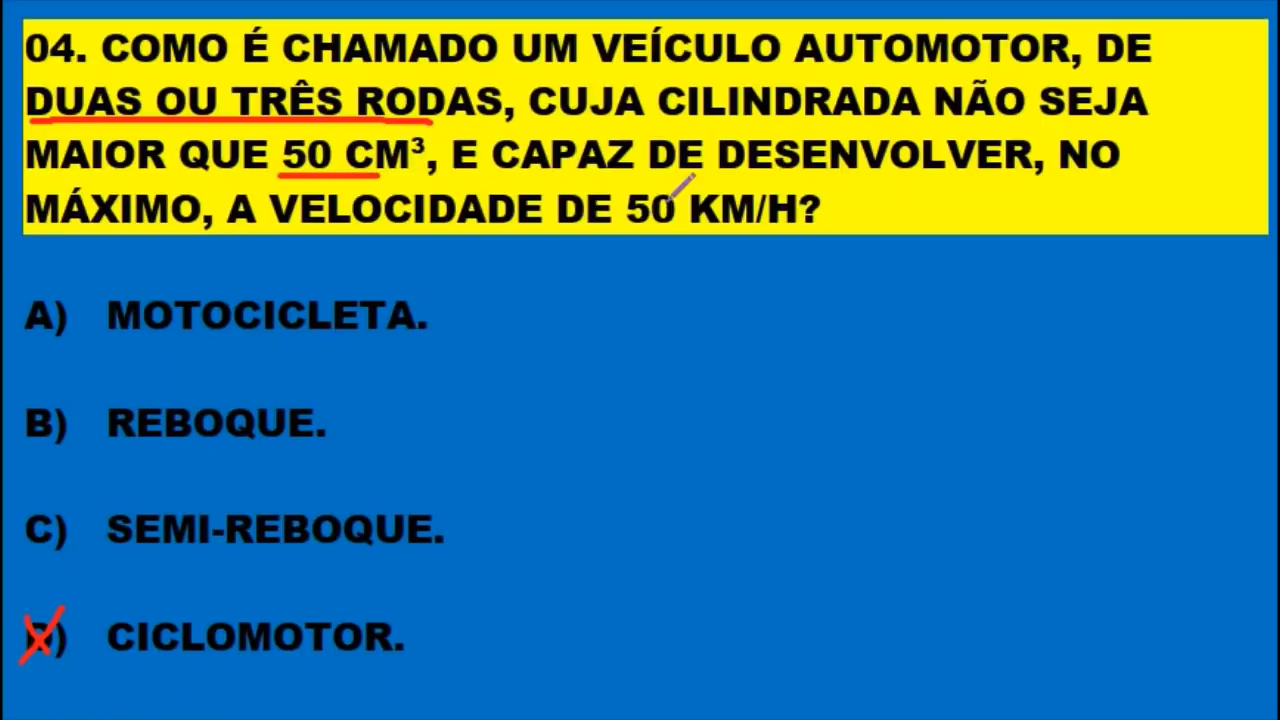 04. COMO É CHAMADO UM VEÍCULO AUTOMOTOR, DE
DUAS OU TRÊS RODAS, CUJA CILINDRADA NÃO SEJA
MAIOR QUE 50 CM³, E CAPAZ DE DESENVOLVER, NO
MÁXIMO, A VELOCIDADE DE 50 KM/H?
A) MOTOCICLETA.
B) REBOQUE.
C) SEMI-REBOQUE.
D) CICLOMOTOR.